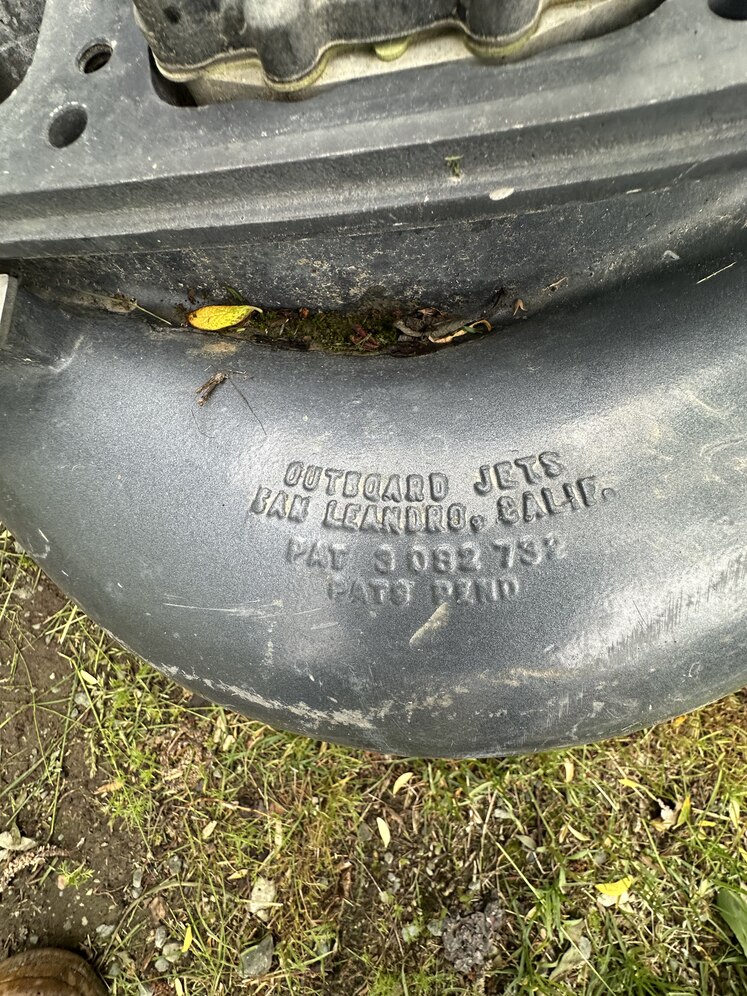 OUTBOARD JETS
SAN LEANDRO, CALIF.
PAT 3 082 732
PATS PEND